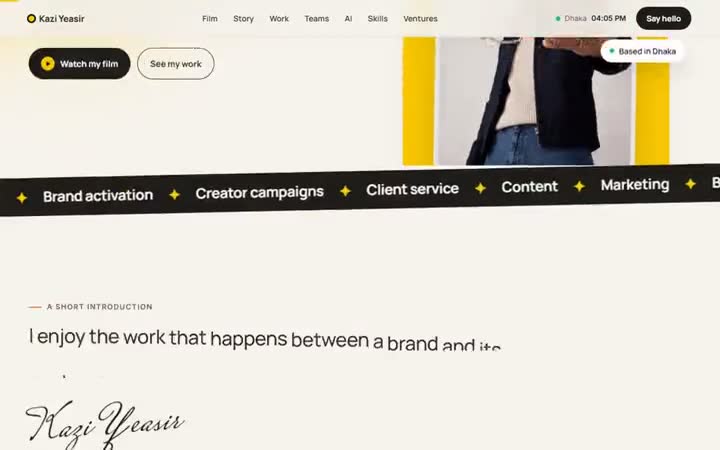 Kazi Yeasir
Film Story Work Teams AI Skills Ventures
Dhaka 04:05 PM
Say hello
Based in Dhaka
Watch my film
See my work
Brand activation Creator campaigns Client service Content Marketing
A SHORT INTRODUCTION
I enjoy the work that happens between a brand and its
Kazi Yeasir